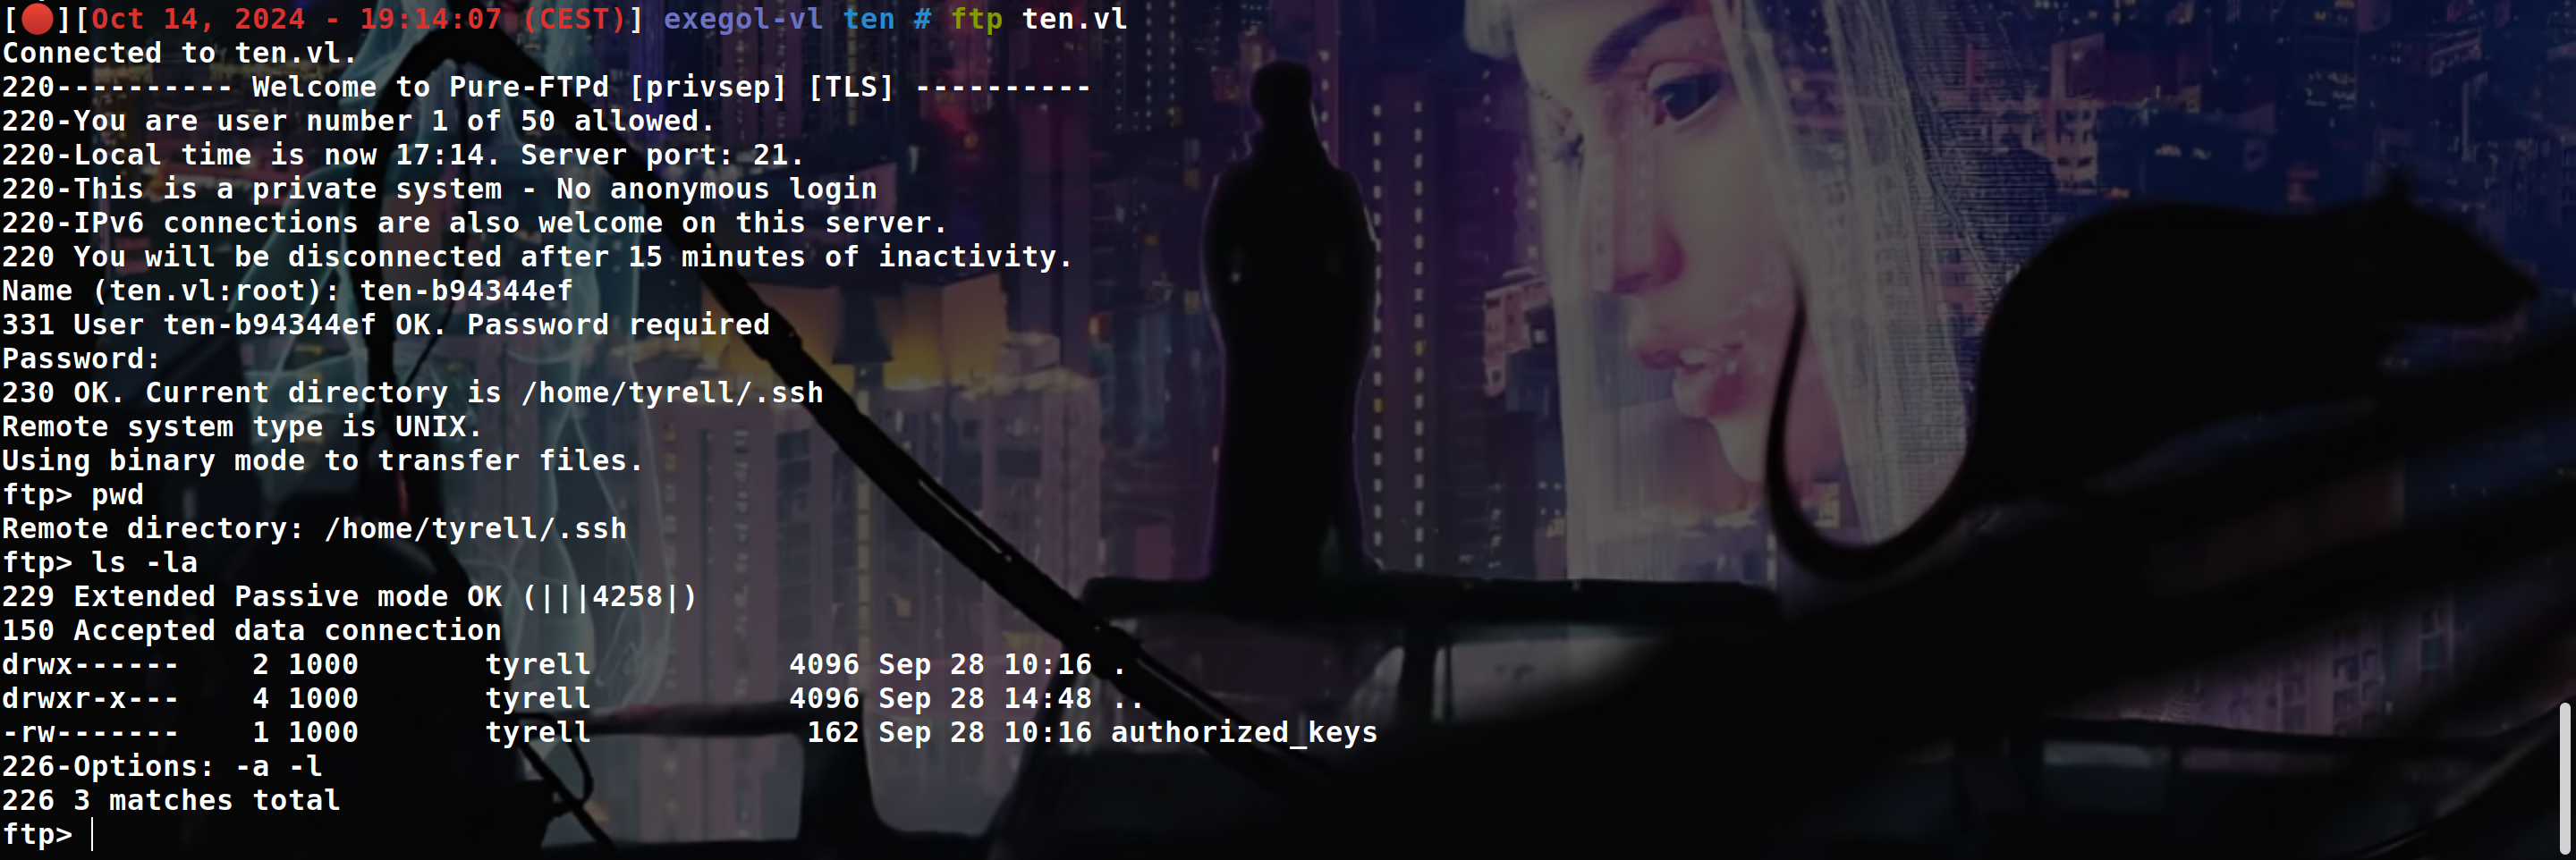 [🔴][Oct 14, 2024 - 19:14:07 (CEST)] exegol-vl ten # ftp ten.vl
Connected to ten.vl.
220---------- Welcome to Pure-FTPd [privsep] [TLS] ----------
220-You are user number 1 of 50 allowed.
220-Local time is now 17:14. Server port: 21.
220-This is a private system - No anonymous login
220-IPv6 connections are also welcome on this server.
220 You will be disconnected after 15 minutes of inactivity.
Name (ten.vl:root): ten-b94344ef
331 User ten-b94344ef OK. Password required
Password:
230 OK. Current directory is /home/tyrell/.ssh
Remote system type is UNIX.
Using binary mode to transfer files.
ftp> pwd
Remote directory: /home/tyrell/.ssh
ftp> ls -la
229 Extended Passive mode OK (|||4258|)
150 Accepted data connection
drwx------    2 1000       tyrell           4096 Sep 28 10:16 .
drwxr-x---    4 1000       tyrell           4096 Sep 28 14:48 ..
-rw-------    1 1000       tyrell            162 Sep 28 10:16 authorized_keys
226-Options: -a -l
226 3 matches total
ftp>